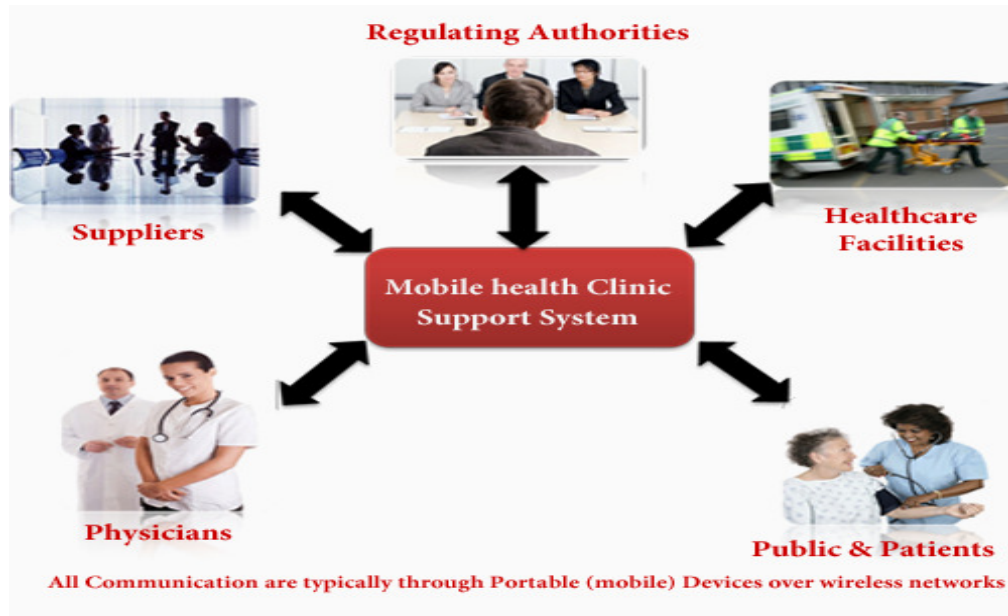 Regulating Authorities
Suppliers
Healthcare
Facilities
Mobile health Clinic
Support System
Physicians
Public & Patients
All Communication are typically through Portable (mobile) Devices over wireless networks